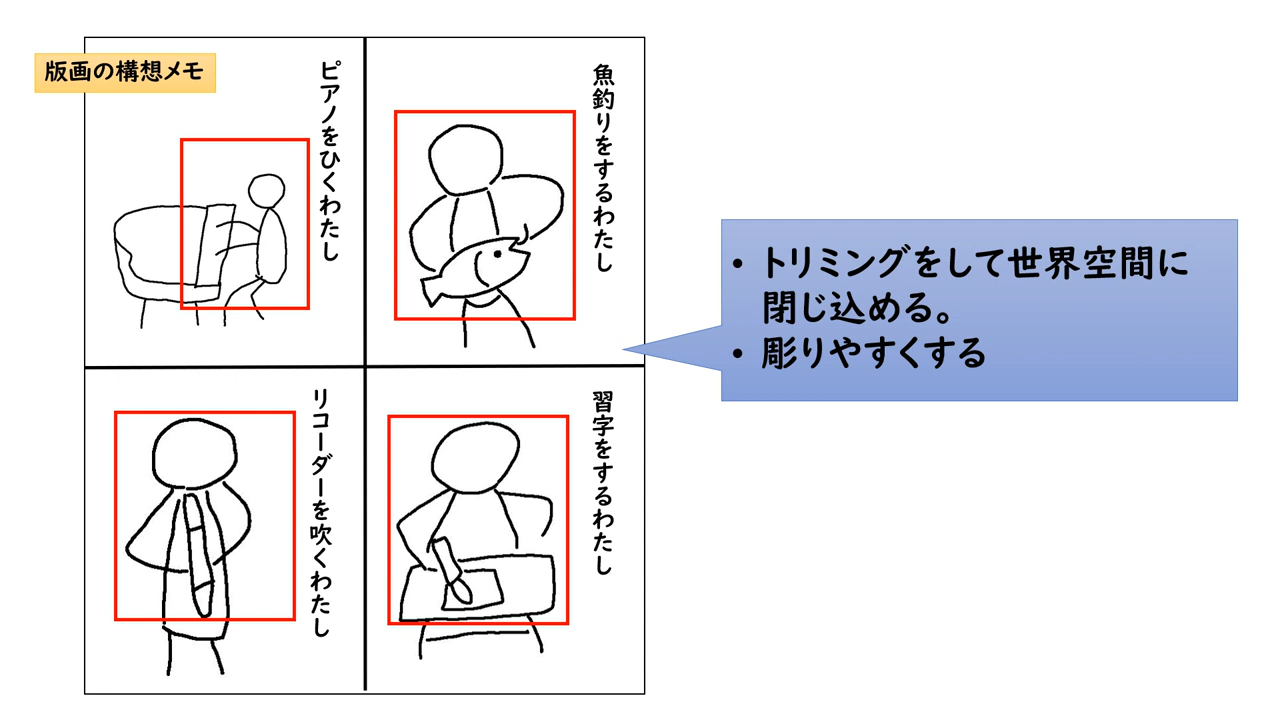 版画の構想メモ
ピアノをひくわたし
魚釣りをするわたし
リコーダーを吹くわたし
習字をするわたし
• トリミングをして世界空間に
閉じ込める。
• 彫りやすくする